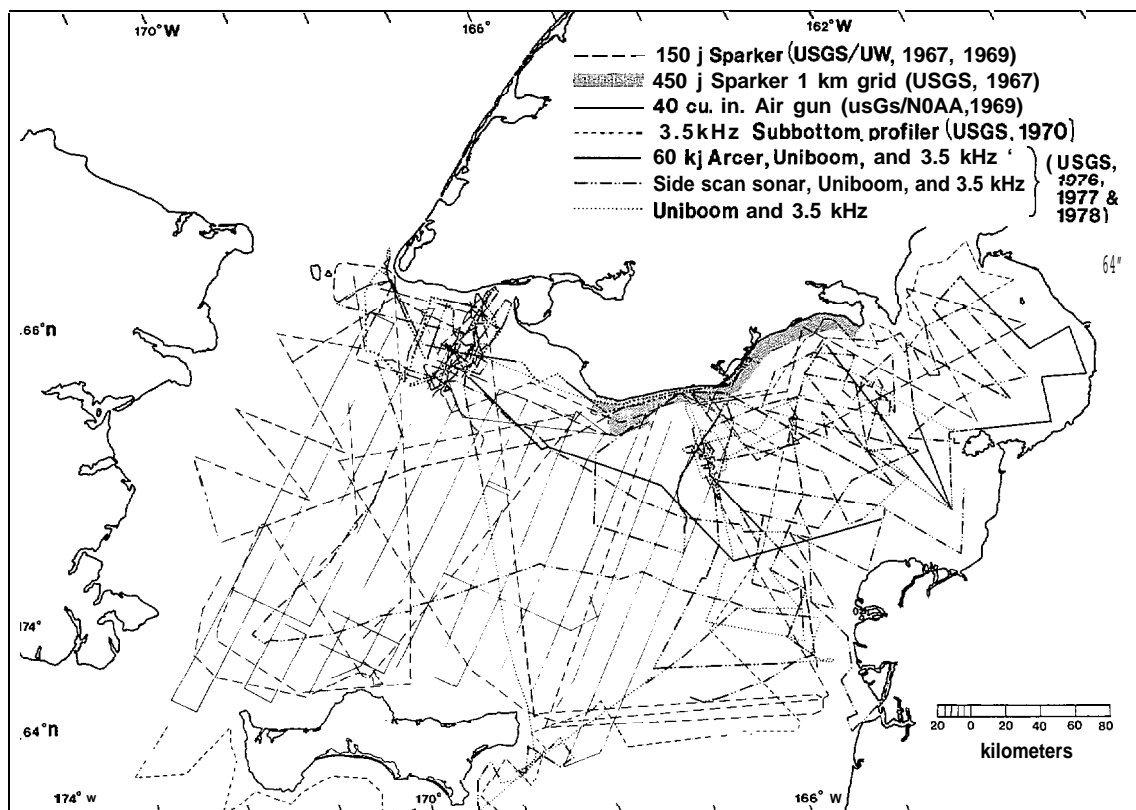 170° W
166°
162° W
150 j Sparker (USGS/UW, 1967, 1969)
450 j Sparker 1 km grid (USGS, 1967)
40 cu. in. Air gun (usGs/N0AA,1969)
3.5kHz Subbottom profiler (USGS, 1970)
60 kj Arcer, Uniboom, and 3.5 kHz
Side scan sonar, Uniboom, and 3.5 kHz
Uniboom and 3.5 kHz
(USGS,
1976,
1977 &
1978)
64"
66°n
174°
64°n
20 0 20 40 60 80
kilometers
174° w
170°
166° W